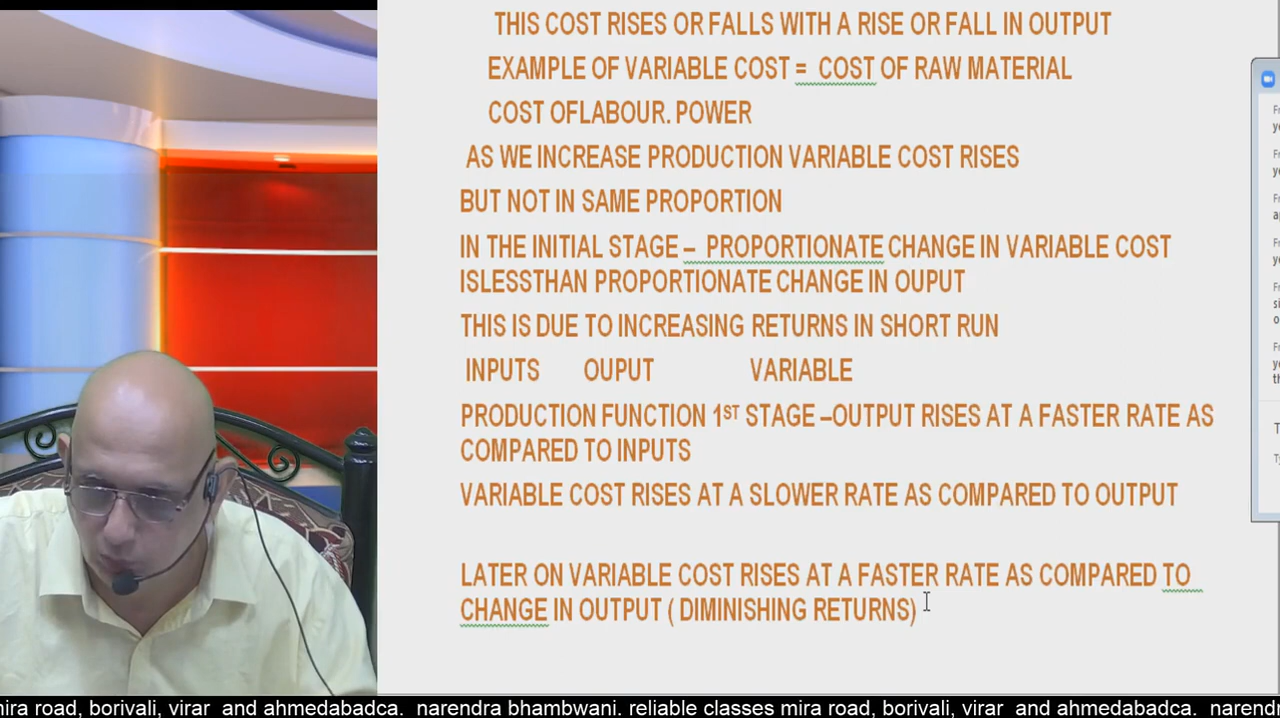 THIS COST RISES OR FALLS WITH A RISE OR FALL IN OUTPUT
EXAMPLE OF VARIABLE COST = COST OF RAW MATERIAL
COST OFLABOUR. POWER
AS WE INCREASE PRODUCTION VARIABLE COST RISES
BUT NOT IN SAME PROPORTION
IN THE INITIAL STAGE – PROPORTIONATE CHANGE IN VARIABLE COST
ISLESSTHAN PROPORTIONATE CHANGE IN OUPUT
THIS IS DUE TO INCREASING RETURNS IN SHORT RUN
INPUTS OUPUT VARIABLE
PRODUCTION FUNCTION 1ST STAGE –OUTPUT RISES AT A FASTER RATE AS
COMPARED TO INPUTS
VARIABLE COST RISES AT A SLOWER RATE AS COMPARED TO OUTPUT
LATER ON VARIABLE COST RISES AT A FASTER RATE AS COMPARED TO
CHANGE IN OUTPUT ( DIMINISHING RETURNS)
mira road, borivali, virar and ahmedabadca. narendra bhambwani. reliable classes mira road, borivali, virar and ahmedabadca. narendr